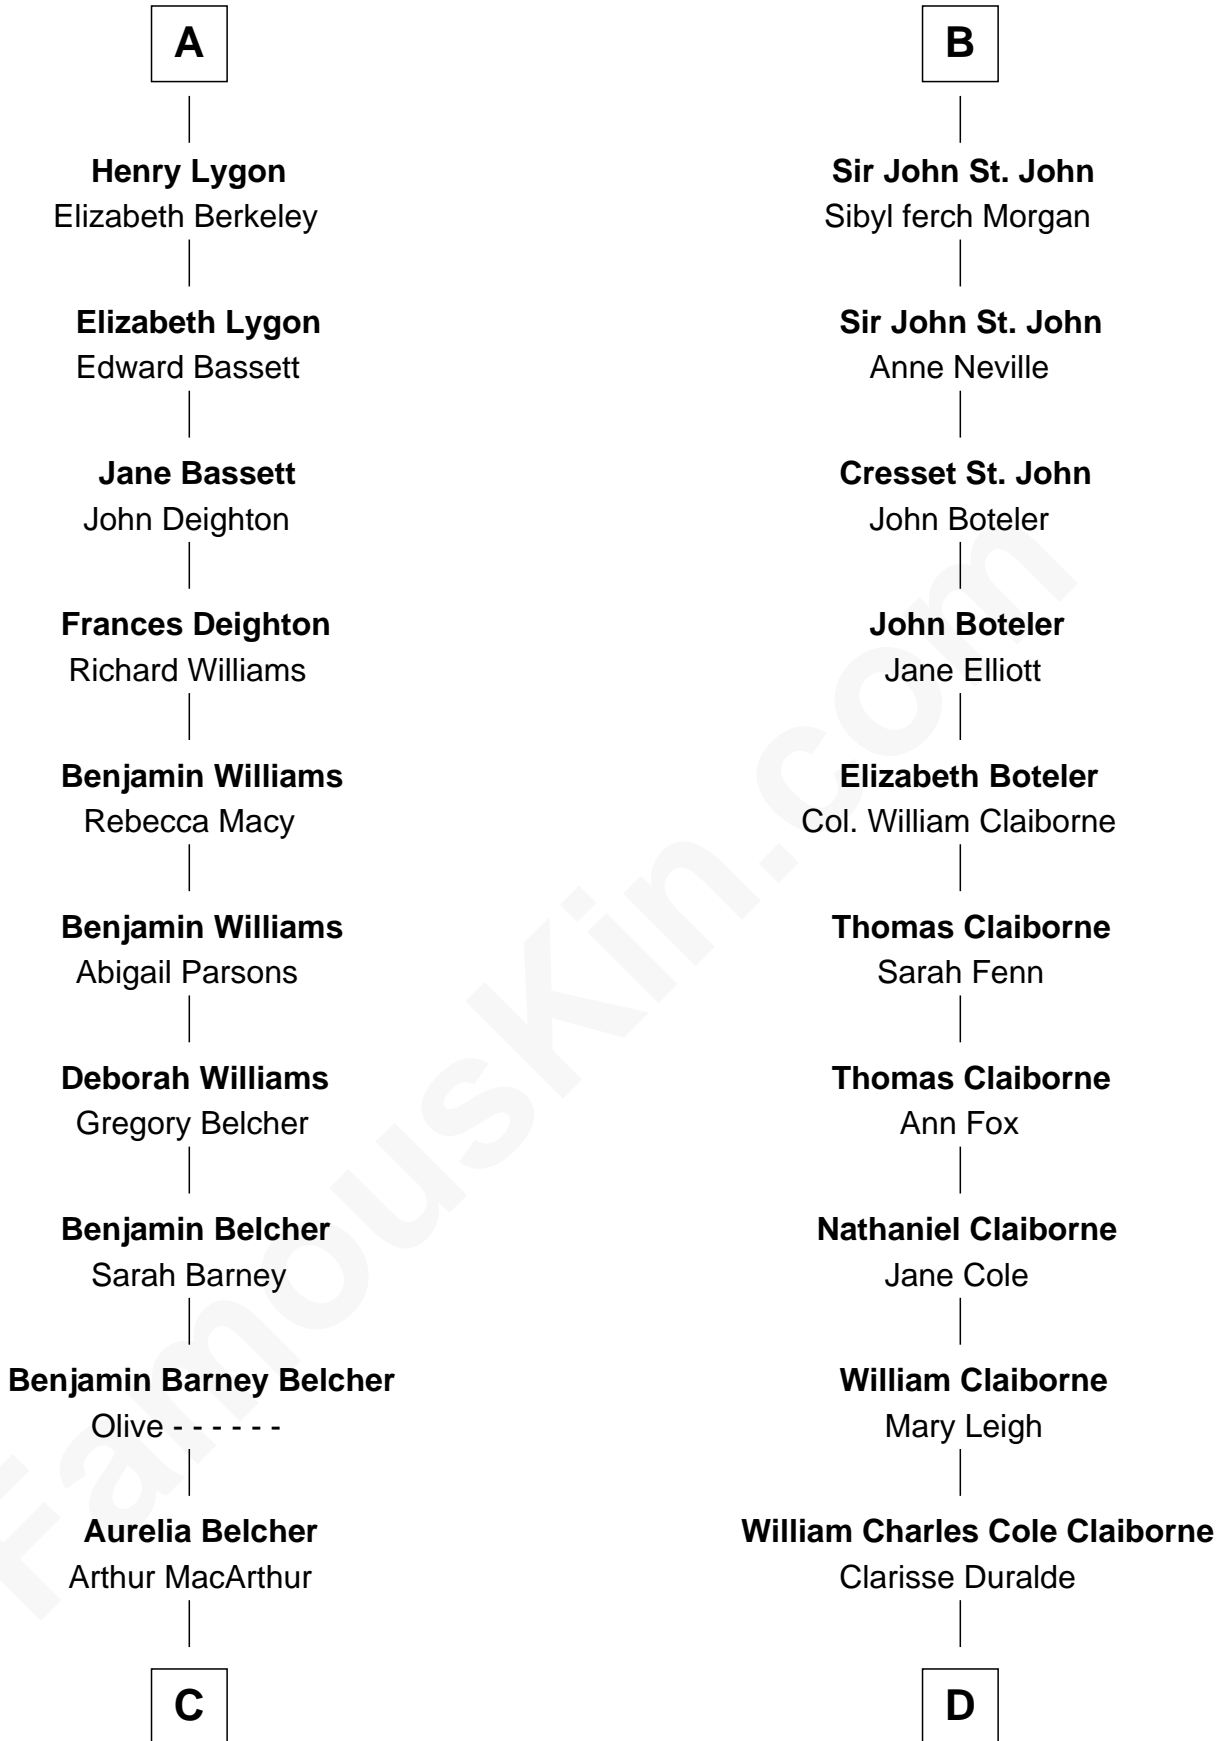 A
Henry Lygon
Elizabeth Berkeley
Elizabeth Lygon
Edward Bassett
Jane Bassett
John Deighton
Frances Deighton
Richard Williams
Benjamin Williams
Rebecca Macy
Benjamin Williams
Abigail Parsons
Deborah Williams
Gregory Belcher
Benjamin Belcher
Sarah Barney
Benjamin Barney Belcher
Olive - - - - - -
Aurelia Belcher
Arthur MacArthur
C
B
Sir John St. John
Sibyl ferch Morgan
Sir John St. John
Anne Neville
Cresset St. John
John Boteler
John Boteler
Jane Elliott
Elizabeth Boteler
Col. William Claiborne
Thomas Claiborne
Sarah Fenn
Thomas Claiborne
Ann Fox
Nathaniel Claiborne
Jane Cole
William Claiborne
Mary Leigh
William Charles Cole Claiborne
Clarisse Duralde
D
FamousKin.com